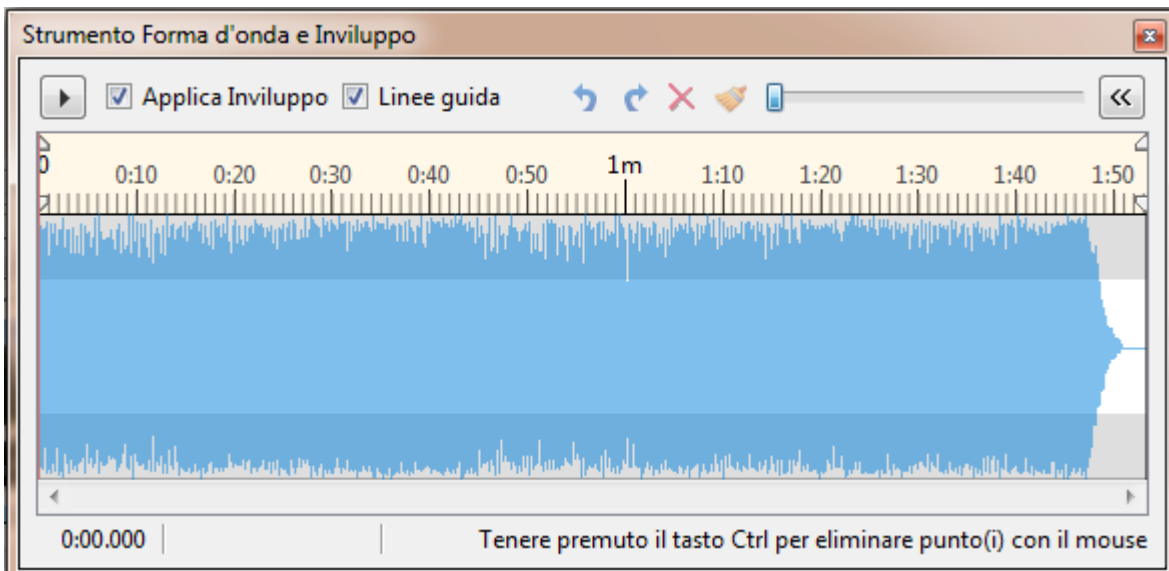 Strumento Forma d'onda e Inviluppo
Applica Inviluppo Linee guida
0 0:10 0:20 0:30 0:40 0:50 1m 1:10 1:20 1:30 1:40 1:50
0:00.000 Tenere premuto il tasto Ctrl per eliminare punto(i) con il mouse